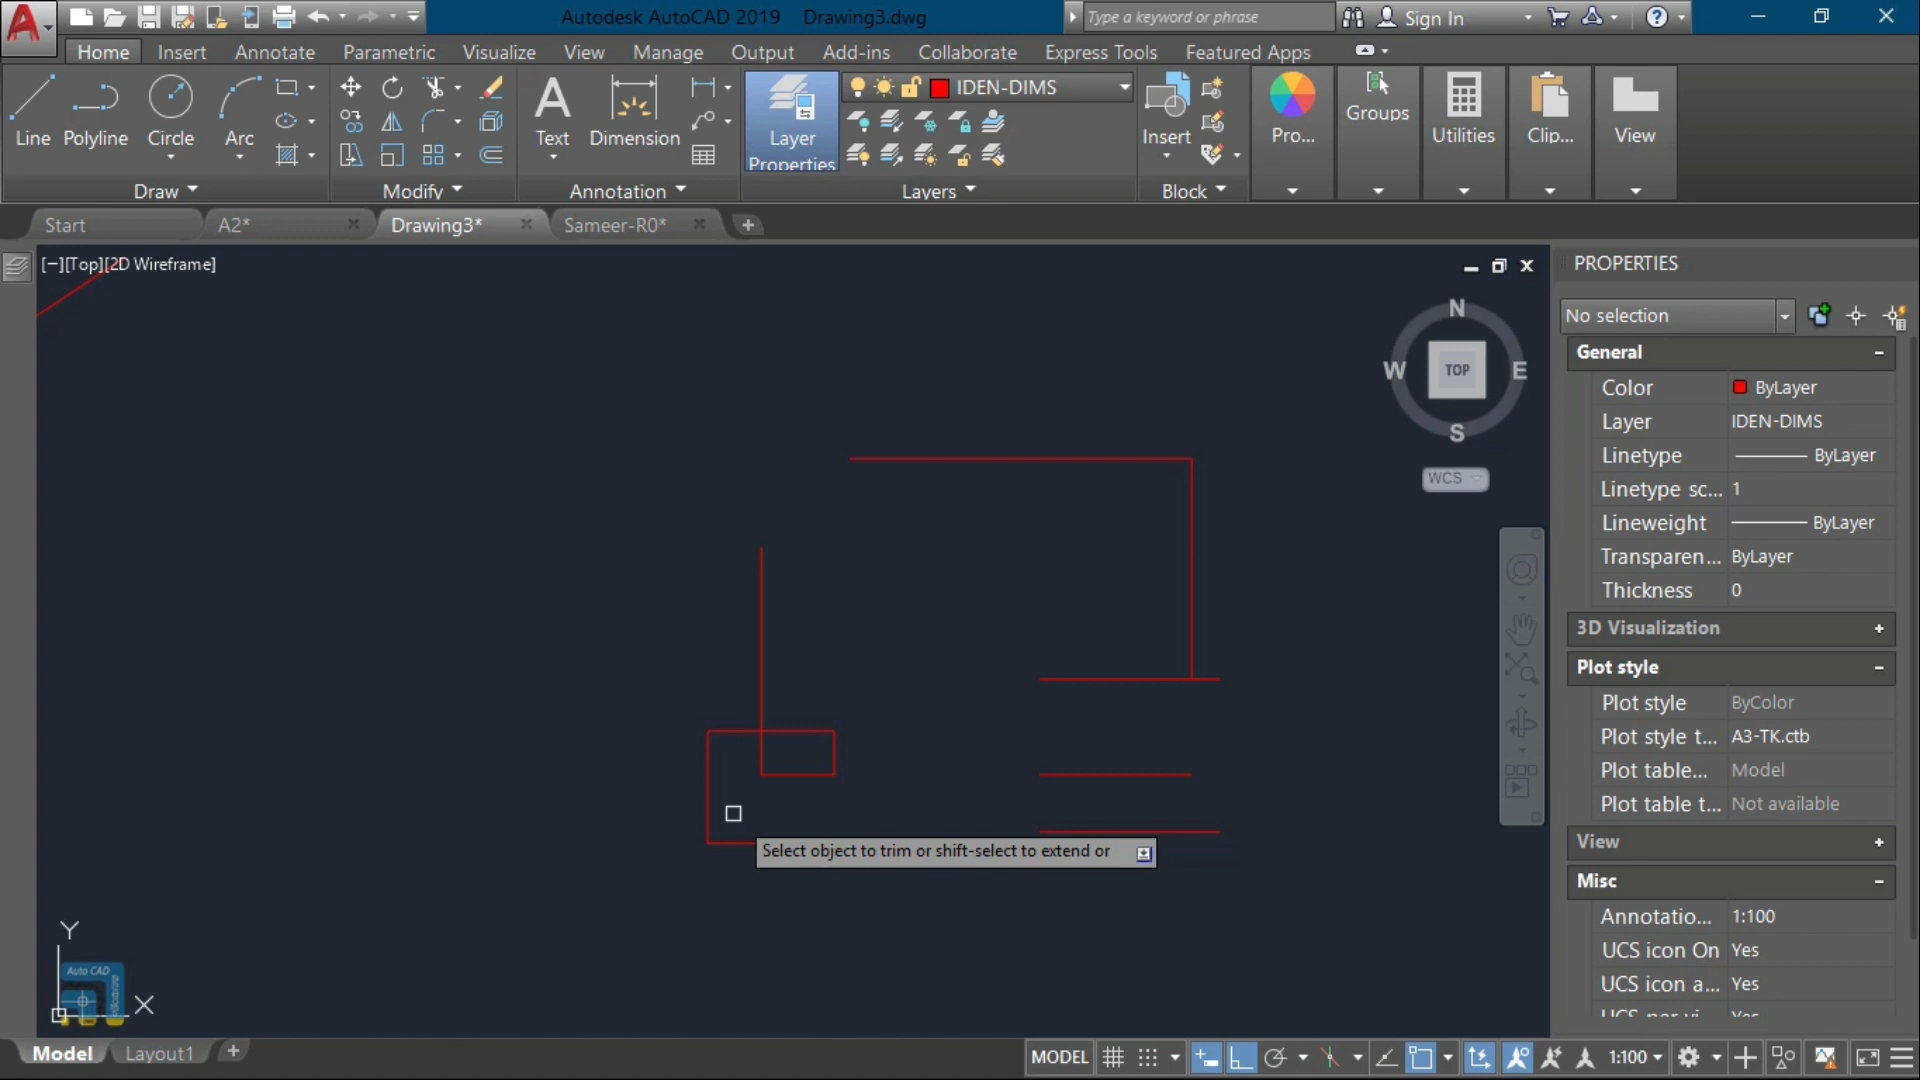 Autodesk AutoCAD 2019 Drawing3.dwg
Type a keyword or phrase
Sign In
Home Insert Annotate Parametric Visualize View Manage Output Add-ins Collaborate Express Tools Featured Apps
Line Polyline Circle Arc
Text Dimension
Layer
Properties
IDEN-DIMS
Insert
Pro...
Groups
Utilities
Clip...
View
Draw Modify Annotation Layers Block
Start A2* Drawing3* Sameer-R0*
[−][Top][2D Wireframe]
N
W TOP E
S
WCS
Select object to trim or shift-select to extend or
Y
X
Auto CAD
PROPERTIES
No selection
General
Color ByLayer
Layer IDEN-DIMS
Linetype ByLayer
Linetype sc... 1
Lineweight ByLayer
Transparen... ByLayer
Thickness 0
3D Visualization
Plot style
Plot style ByColor
Plot style t... A3-TK.ctb
Plot table... Model
Plot table t... Not available
View
Misc
Annotatio... 1:100
UCS icon On Yes
UCS icon a... Yes
Model Layout1
MODEL 1:100